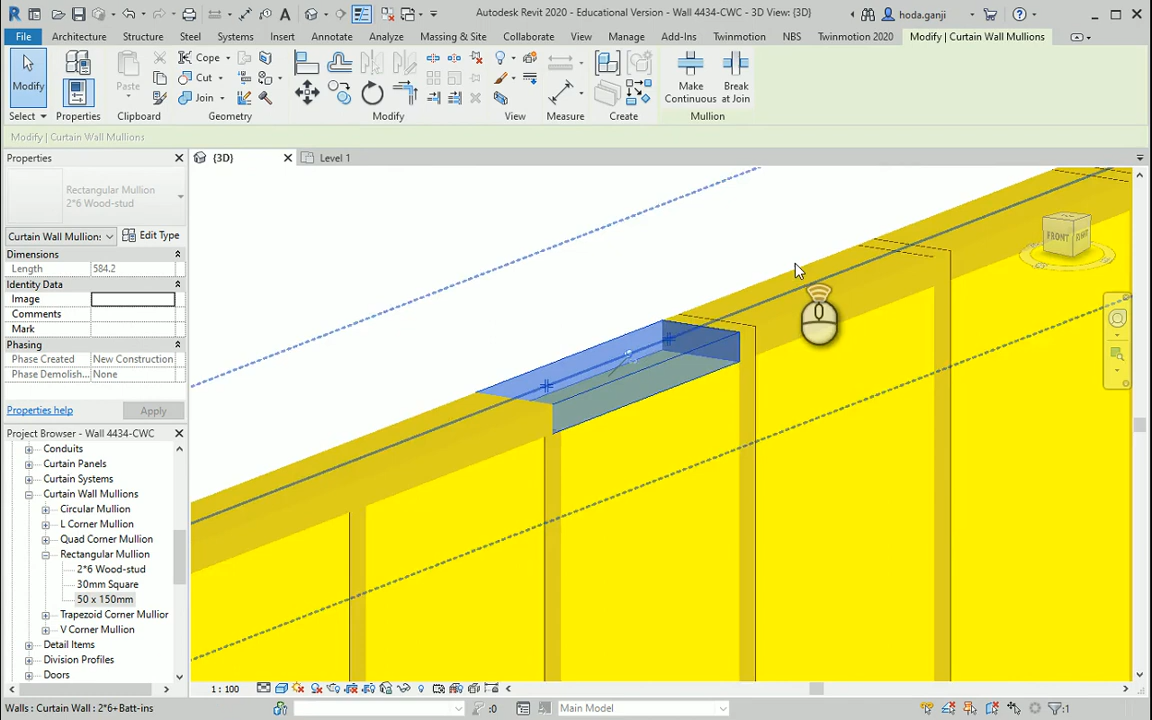 Autodesk Revit 2020 - Educational Version - Wall 4434-CWC - 3D View: {3D}
hoda.ganji
File Architecture Structure Steel Systems Insert Annotate Analyze Massing & Site Collaborate View Manage Add-Ins Twinmotion NBS Twinmotion 2020 Modify | Curtain Wall Mullions
Modify
Paste
Cope
Cut
Join
Make Continuous
Break at Join
Select Properties Clipboard Geometry Modify View Measure Create Mullion
Modify | Curtain Wall Mullions
Properties
{3D}
Level 1
Rectangular Mullion
2*6 Wood-stud
Curtain Wall Mullions
Edit Type
Dimensions
Length 584.2
Identity Data
Image
Comments
Mark
Phasing
Phase Created New Construction
Phase Demolish... None
Properties help
Apply
Project Browser - Wall 4434-CWC
Conduits
Curtain Panels
Curtain Systems
Curtain Wall Mullions
Circular Mullion
L Corner Mullion
Quad Corner Mullion
Rectangular Mullion
2*6 Wood-stud
30mm Square
50 x 150mm
Trapezoid Corner Mullior
V Corner Mullion
Detail Items
Division Profiles
Doors
FRONT
RIGHT
1 : 100
Walls : Curtain Wall : 2*6+Batt-ins
:0
Main Model
:1